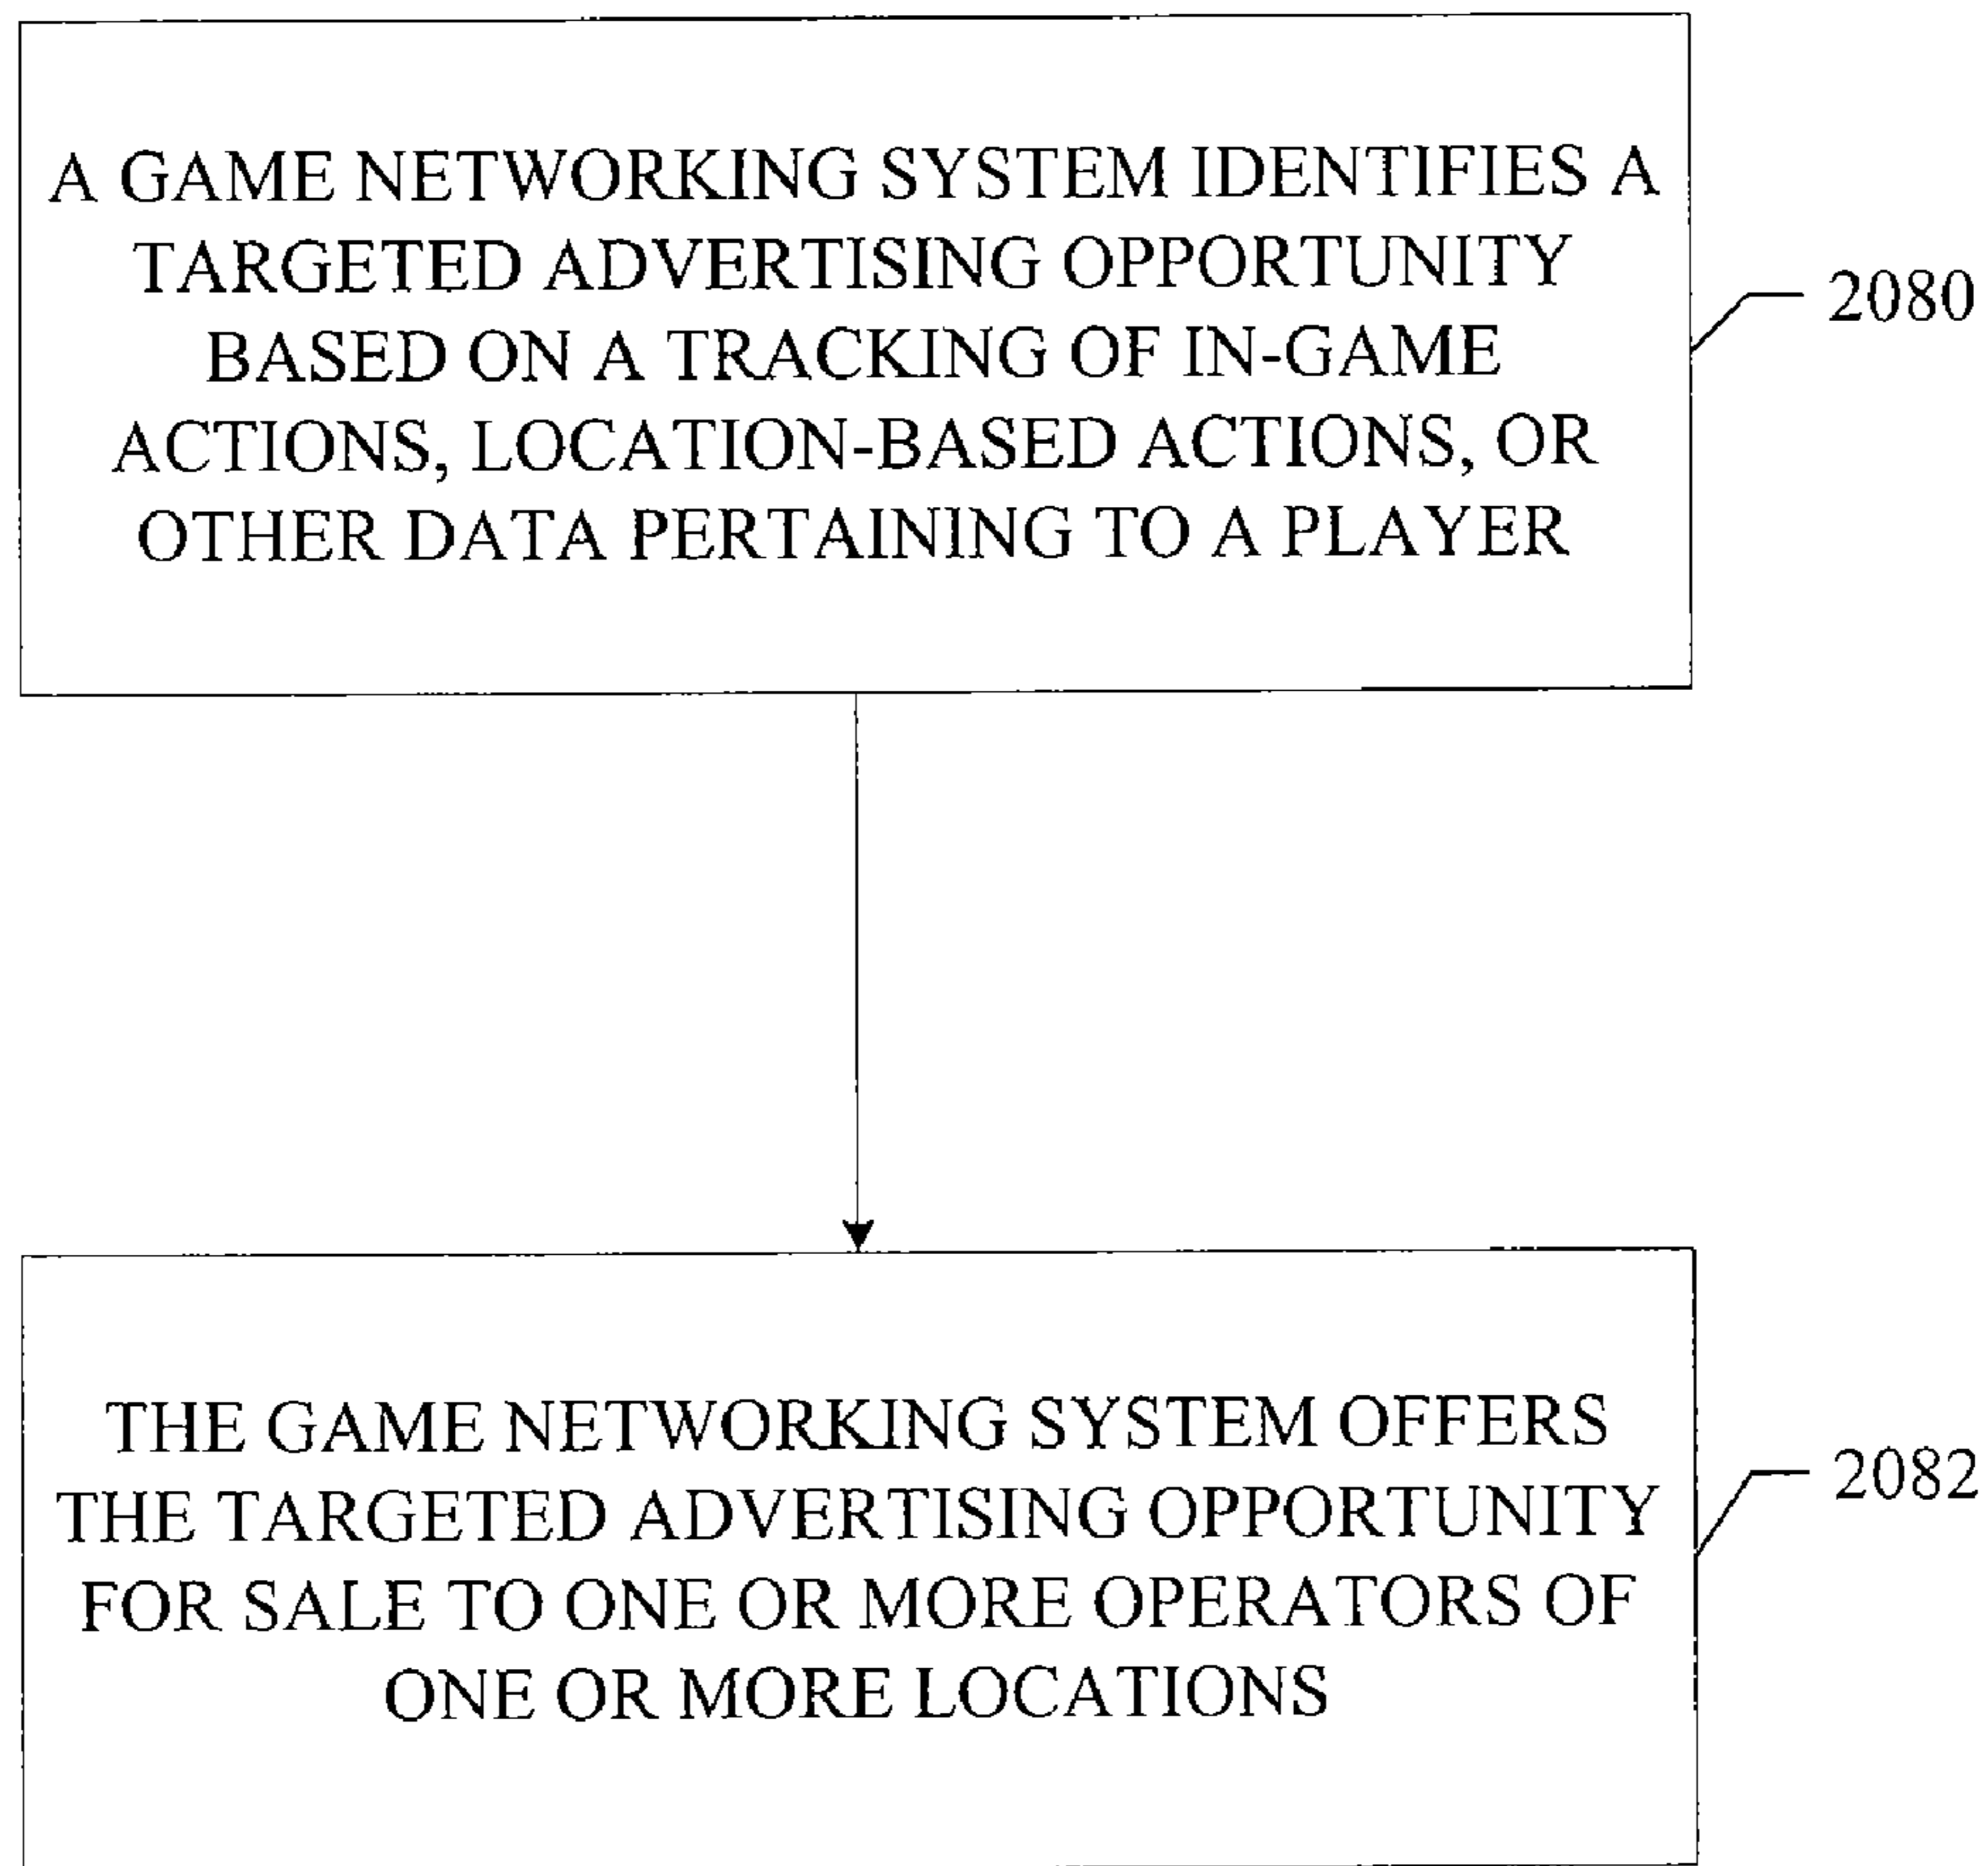 A GAME NETWORKING SYSTEM IDENTIFIES A
TARGETED ADVERTISING OPPORTUNITY
BASED ON A TRACKING OF IN-GAME
ACTIONS, LOCATION-BASED ACTIONS, OR
OTHER DATA PERTAINING TO A PLAYER
2080
THE GAME NETWORKING SYSTEM OFFERS
THE TARGETED ADVERTISING OPPORTUNITY
FOR SALE TO ONE OR MORE OPERATORS OF
ONE OR MORE LOCATIONS
2082